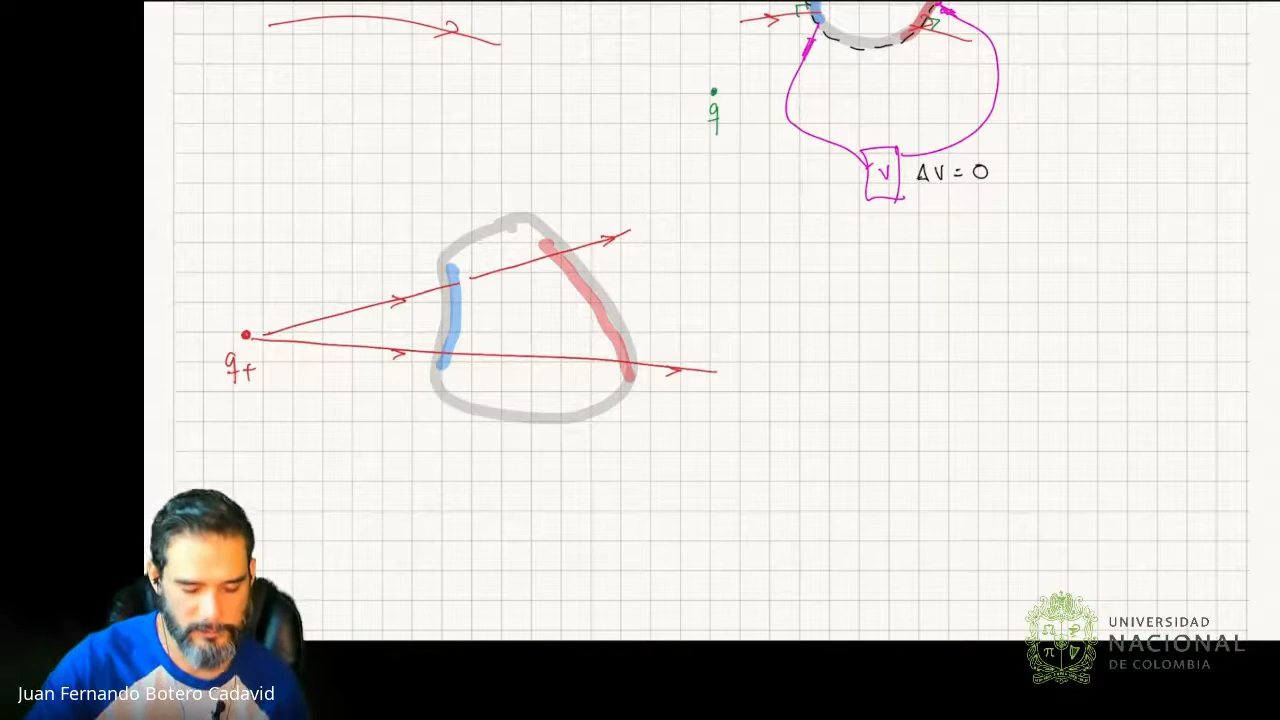 q
V ΔV = 0
q+
Juan Fernando Botero Cadavid
UNIVERSIDAD
NACIONAL
DE COLOMBIA